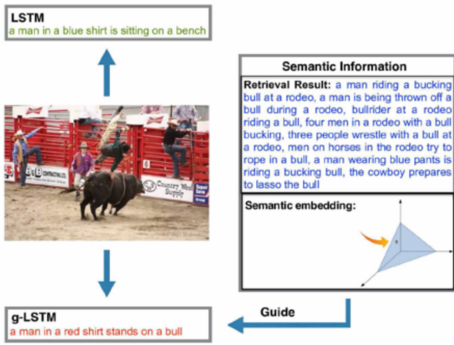 LSTM
a man in a blue shirt is sitting on a bench
Semantic Information
Retrieval Result: a man riding a bucking
bull at a rodeo, a man is being thrown off a
bull during a rodeo, bullrider at a rodeo
riding a bull, four men in a rodeo with a bull
bucking, three people wrestle with a bull at
a rodeo, men on horses in the rodeo try to
rope in a bull, a man wearing blue pants is
riding a bucking bull, the cowboy prepares
to lasso the bull
Semantic embedding:
Country West
Supply
Guide
g-LSTM
a man in a red shirt stands on a bull